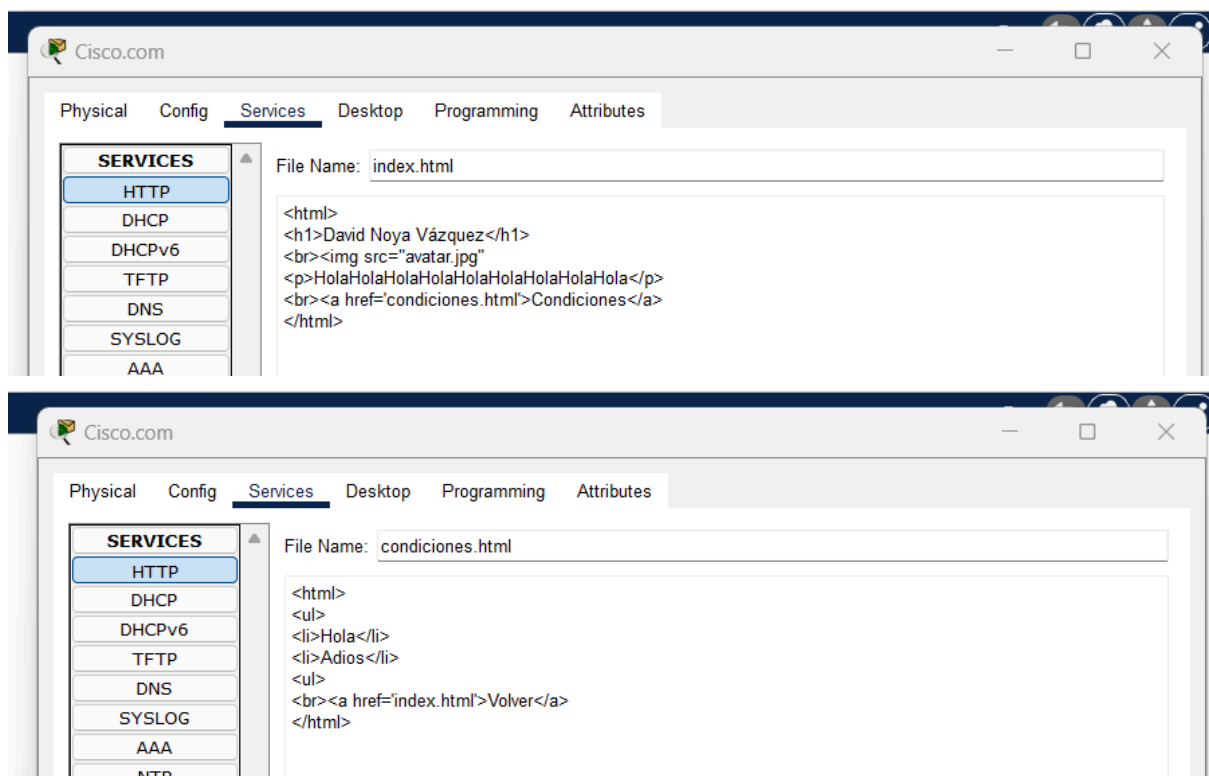 Cisco.com
Physical Config Services Desktop Programming Attributes
SERVICES
HTTP
DHCP
DHCPv6
TFTP
DNS
SYSLOG
AAA
File Name: index.html
<html>
<h1>David Noya Vázquez</h1>
<br><img src="avatar.jpg"
<p>HolaHolaHolaHolaHolaHolaHolaHolaHola</p>
<br><a href='condiciones.html'>Condiciones</a>
</html>
Cisco.com
Physical Config Services Desktop Programming Attributes
SERVICES
HTTP
DHCP
DHCPv6
TFTP
DNS
SYSLOG
AAA
NTP
File Name: condiciones.html
<html>
<ul>
<li>Hola</li>
<li>Adios</li>
<ul>
<br><a href='index.html'>Volver</a>
</html>